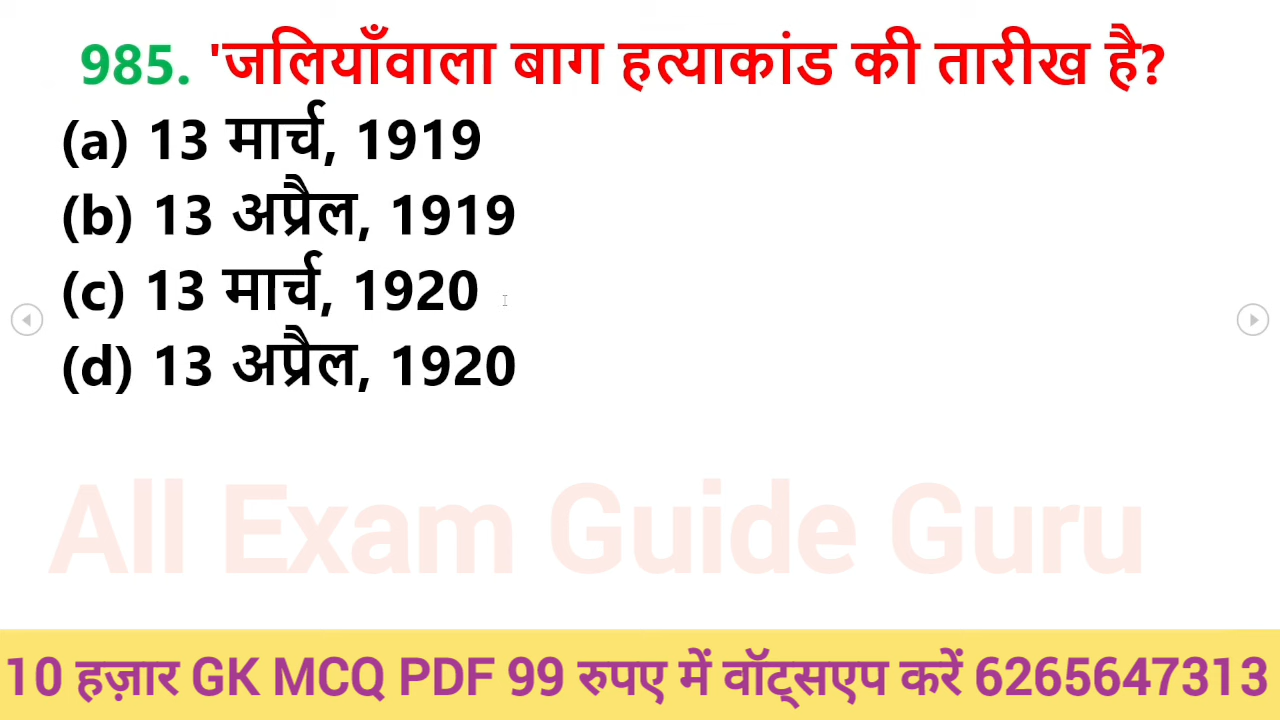 985. 'जलियाँवाला बाग हत्याकांड की तारीख है?
(a) 13 मार्च, 1919
(b) 13 अप्रैल, 1919
(c) 13 मार्च, 1920
(d) 13 अप्रैल, 1920
All Exam Guide Guru
10 हज़ार GK MCQ PDF 99 रुपए में वॉट्सएप करें 6265647313